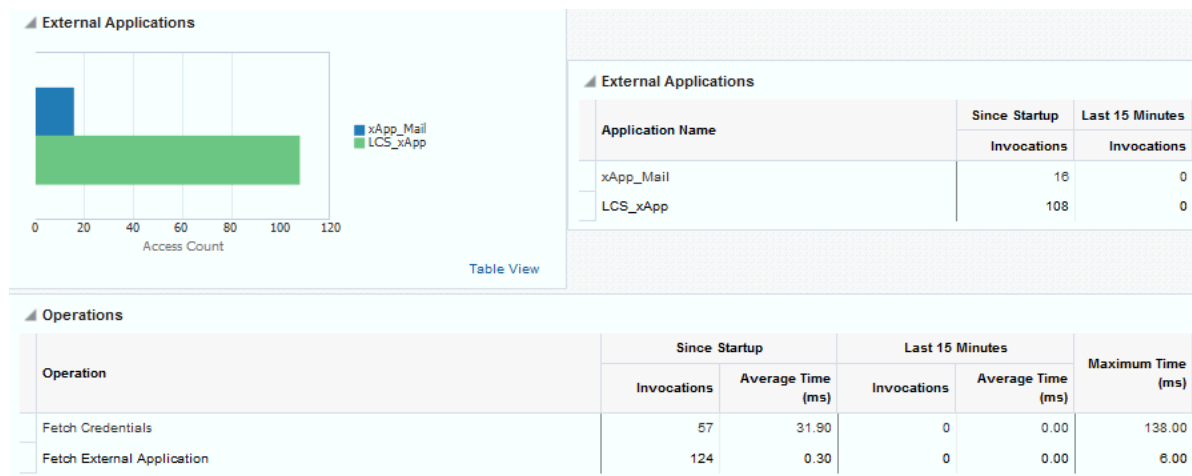 External Applications
xApp_Mail
LCS_xApp
0 20 40 60 80 100 120
Access Count
Table View
External Applications
Application Name Since Startup Last 15 Minutes
Invocations Invocations
xApp_Mail 16 0
LCS_xApp 108 0
Operations
Operation Since Startup Last 15 Minutes Maximum Time (ms)
Invocations Average Time (ms) Invocations Average Time (ms)
Fetch Credentials 57 31.90 0 0.00 138.00
Fetch External Application 124 0.30 0 0.00 6.00